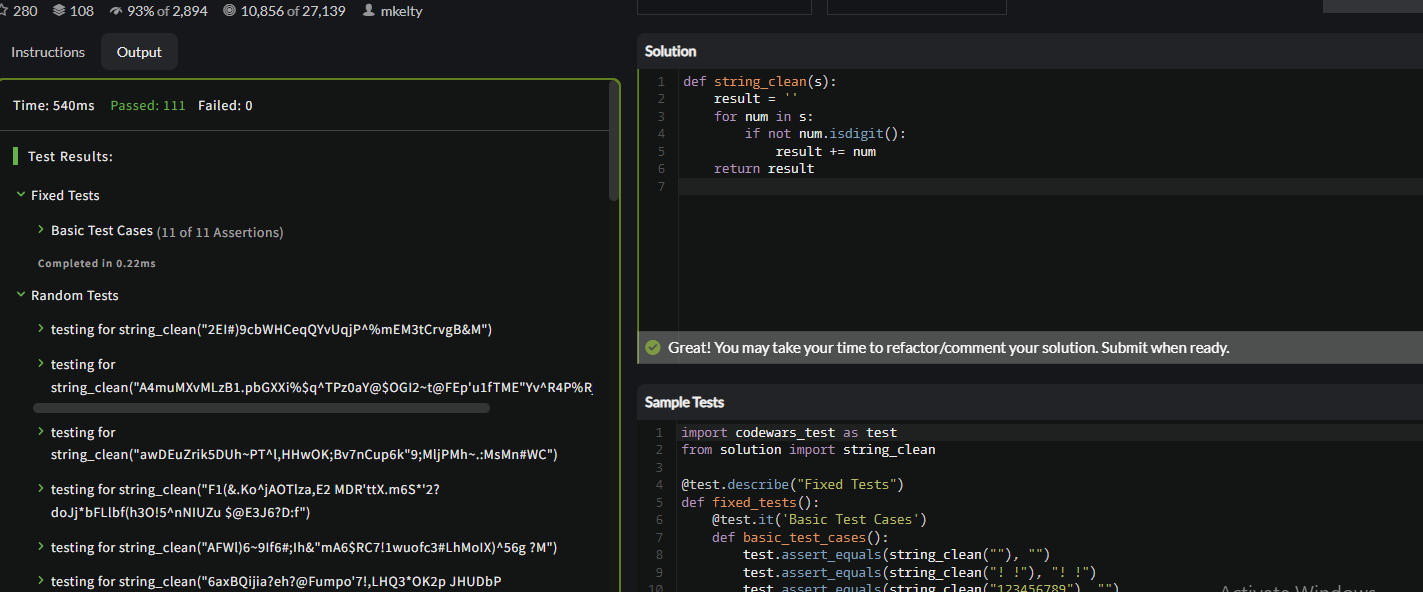 280 108 93% of 2,894 10,856 of 27,139 mkelty
Instructions Output
Time: 540ms Passed: 111 Failed: 0
Test Results:
Fixed Tests
Basic Test Cases (11 of 11 Assertions)
Completed in 0.22ms
Random Tests
testing for string_clean("2EI#)9cbWHCeqQYvUqjP^%mEM3tCrvgB&M")
testing for
string_clean("A4muMXvMLzB1.pbGXXi%$q^TPz0aY@$OGI2~t@FEp'u1fTME"Yv^R4P%R
testing for
string_clean("awDEuZrik5DUh~PT^l,HHwOK;Bv7nCup6k"9;MljPMh~.:MsMn#WC")
testing for string_clean("F1(&.Ko^jAOTlza,E2 MDR'ttX.m6S*'2?
doJj*bFLlbf(h3O!5^nNIUZu $@E3J6?D:f")
testing for string_clean("AFWl)6~9If6#;Ih&"mA6$RC7!1wuofc3#LhMoIX)^56g ?M")
testing for string_clean("6axBQijia?eh?@Fumpo'7!,LHQ3*OK2p JHUDbP
Solution
1 def string_clean(s):
2 result = ''
3 for num in s:
4 if not num.isdigit():
5 result += num
6 return result
7
Great! You may take your time to refactor/comment your solution. Submit when ready.
Sample Tests
1 import codewars_test as test
2 from solution import string_clean
3
4 @test.describe("Fixed Tests")
5 def fixed_tests():
6 @test.it('Basic Test Cases')
7 def basic_test_cases():
8 test.assert_equals(string_clean(""), "")
9 test.assert_equals(string_clean("! !"), "! !")
10 test.assert_equals(string_clean("123456789"), "")
Activate Windows